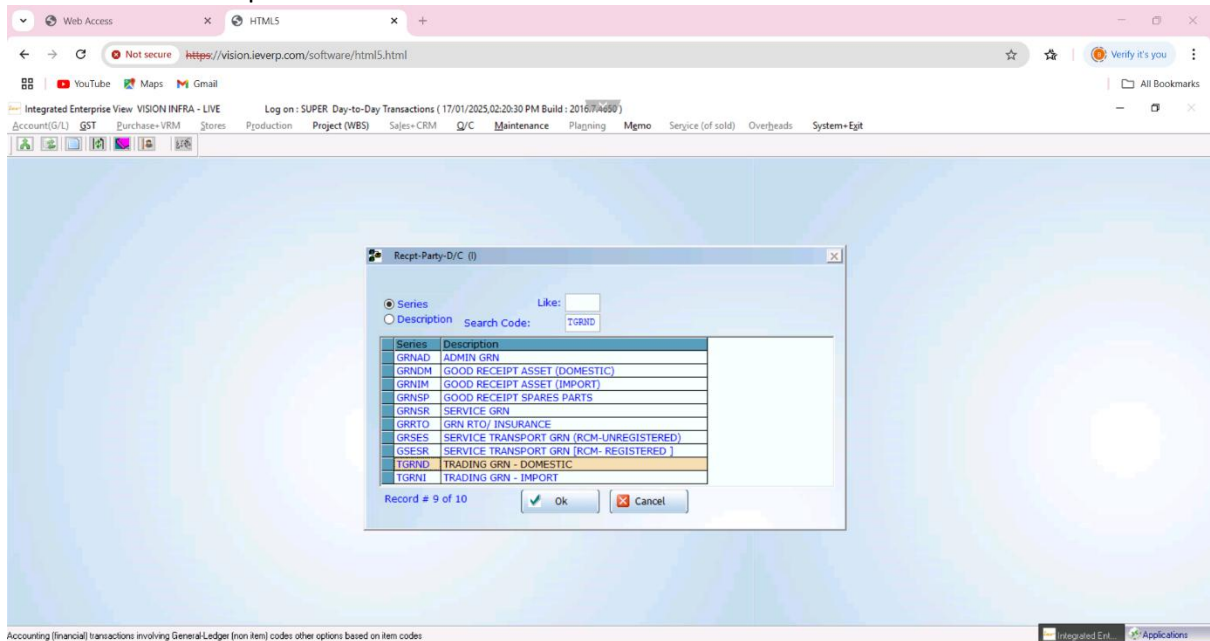 Web Access
HTML5
Not secure https://vision.ieverp.com/software/html5.html
Verify it's you
YouTube Maps Gmail
All Bookmarks
Integrated Enterprise View VISION INFRA - LIVE Log on : SUPER Day-to-Day Transactions ( 17/01/2025,02:20:30 PM Build : 2016.7.4650 )
Account(G/L) GST Purchase+VRM Stores Production Project (WBS) Sales+CRM Q/C Maintenance Planning Memo Service (of sold) Overheads System+Exit
Recpt-Party-D/C (I)
Series Like:
Description Search Code: TGRND
Series Description
GRNAD ADMIN GRN
GRNDM GOOD RECEIPT ASSET (DOMESTIC)
GRNIM GOOD RECEIPT ASSET (IMPORT)
GRNSP GOOD RECEIPT SPARES PARTS
GRNSR SERVICE GRN
GRRTO GRN RTO/ INSURANCE
GRSES SERVICE TRANSPORT GRN (RCM-UNREGISTERED)
GSESR SERVICE TRANSPORT GRN [RCM- REGISTERED ]
TGRND TRADING GRN - DOMESTIC
TGRNI TRADING GRN - IMPORT
Record # 9 of 10 Ok Cancel
Accounting (financial) transactions involving General-Ledger (non item) codes other options based on item codes
Integrated Ent... Applications